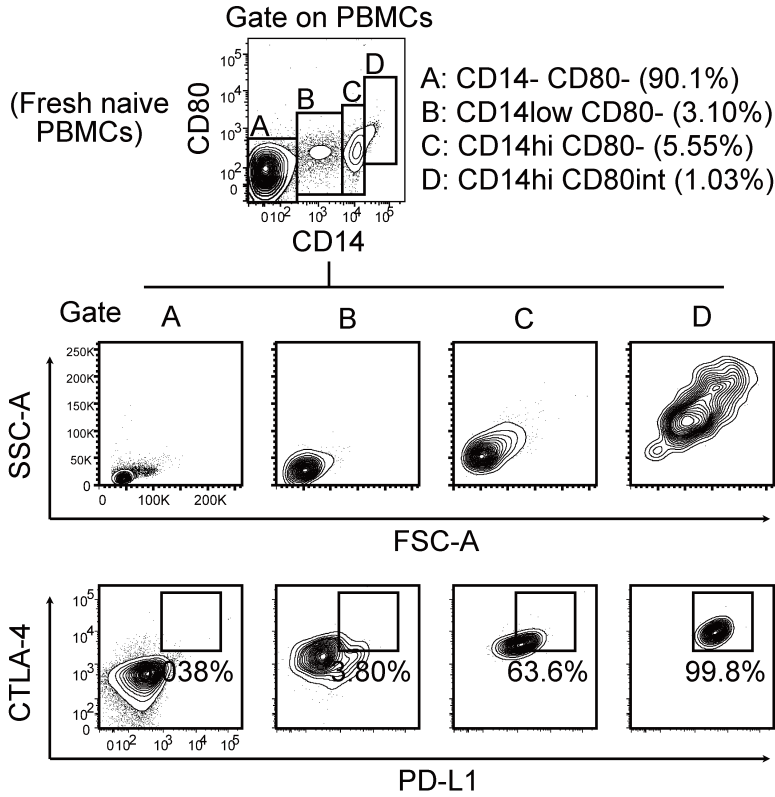 Gate on PBMCs
(Fresh naive
PBMCs)
CD80
10^5
10^4
10^3
10^2
0
A
B
C
D
0 10^2 10^3 10^4 10^5
CD14
A: CD14- CD80- (90.1%)
B: CD14low CD80- (3.10%)
C: CD14hi CD80- (5.55%)
D: CD14hi CD80int (1.03%)
Gate A B C D
SSC-A
250K
200K
150K
100K
50K
0
0 100K 200K
FSC-A
CTLA-4
10^5
10^4
10^3
10^2
0
038% 3.80% 63.6% 99.8%
0 10^2 10^3 10^4 10^5
PD-L1